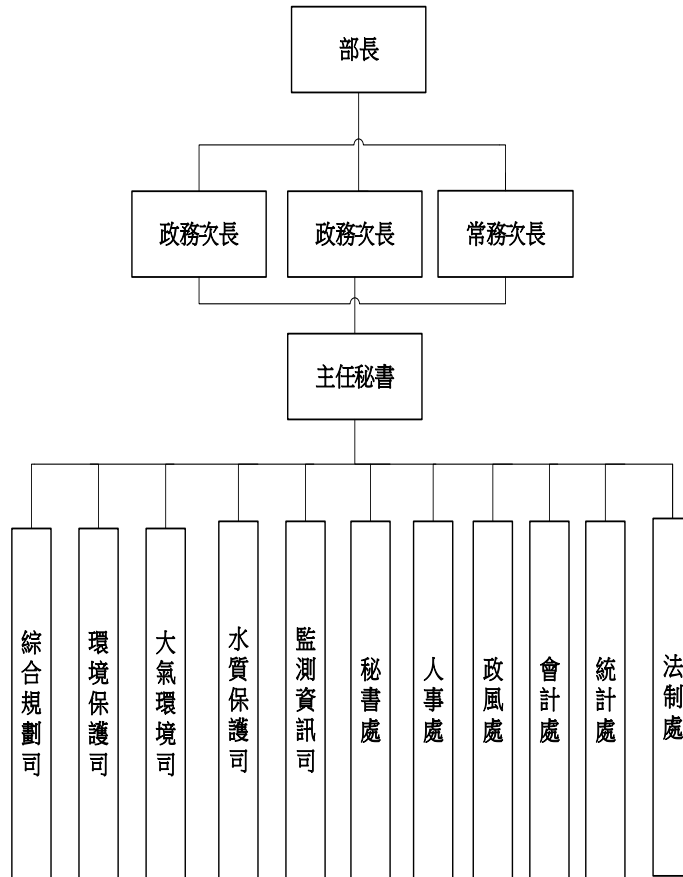 部長
政務次長
政務次長
常務次長
主任秘書
綜合規劃司
環境保護司
大氣環境司
水質保護司
監測資訊司
秘書處
人事處
政風處
會計處
統計處
法制處